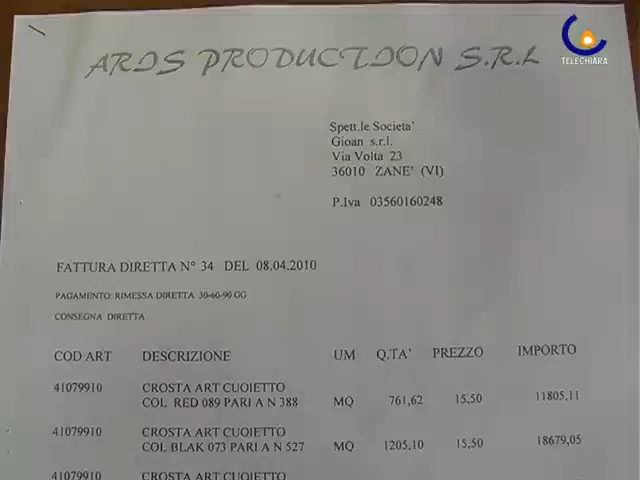 TELECHIARA
ARIS PRODUCTION S.R.L
Spett.le Societa'
Gioan s.r.l.
Via Volta 23
36010 ZANE' (VI)
P.Iva 03560160248
FATTURA DIRETTA N° 34 DEL 08.04.2010
PAGAMENTO: RIMESSA DIRETTA 30-60-90 GG
CONSEGNA DIRETTA
COD ART DESCRIZIONE UM Q.TA' PREZZO IMPORTO
41079910 CROSTA ART CUOIETTO
COL RED 089 PARI A N 388 MQ 761,62 15,50 11805,11
41079910 CROSTA ART CUOIETTO
COL BLAK 073 PARI A N 527 MQ 1205,10 15,50 18679,05
41079910 CROSTA ART CUOIETTO